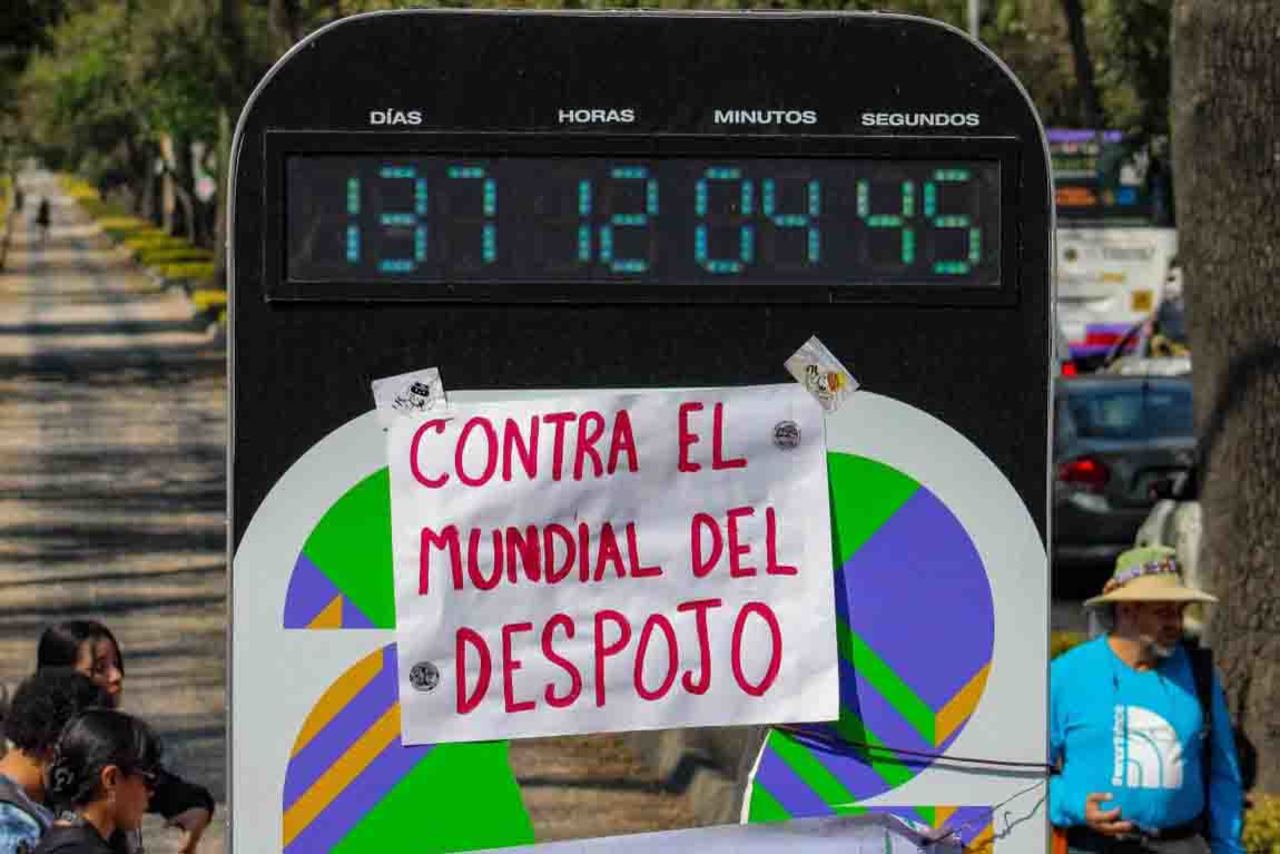 DÍAS HORAS MINUTOS SEGUNDOS
137 12 04 45
CONTRA EL
MUNDIAL DEL
DESPOJO